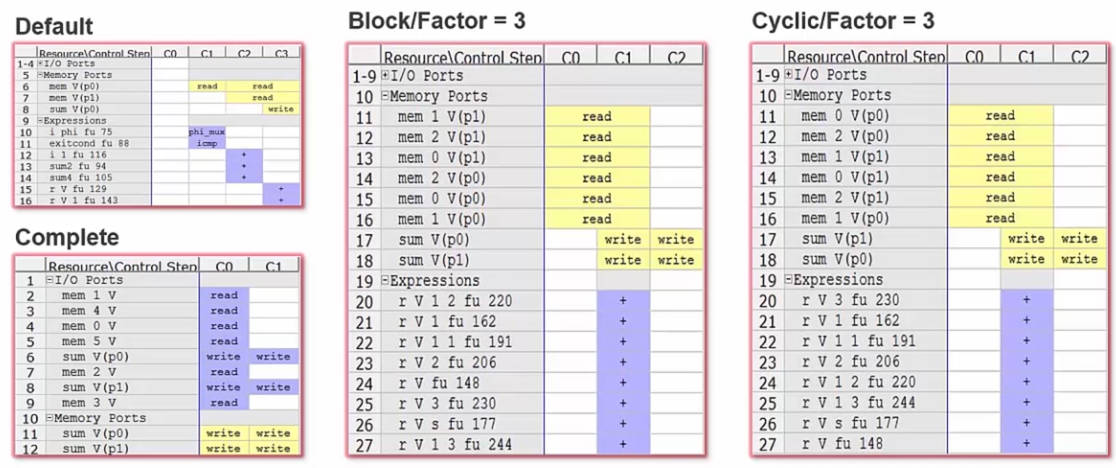 Default
Resource\Control Step C0 C1 C2 C3
1-4 ⊞I/O Ports
5 ⊟Memory Ports
6 mem V(p0) read read
7 mem V(p1) read
8 sum V(p0) write
9 ⊟Expressions
10 i phi fu 75 phi_mux
11 exitcond fu 88 icmp
12 i 1 fu 116 +
13 sum2 fu 94 +
14 sum4 fu 105 +
15 r V fu 129 +
16 r V 1 fu 143 +
Complete
Resource\Control Step C0 C1
1 ⊟I/O Ports
2 mem 1 V read
3 mem 4 V read
4 mem 0 V read
5 mem 5 V read
6 sum V(p0) write write
7 mem 2 V read
8 sum V(p1) write write
9 mem 3 V read
10 ⊟Memory Ports
11 sum V(p0) write write
12 sum V(p1) write write
Block/Factor = 3
Resource\Control Step C0 C1 C2
1-9 ⊞I/O Ports
10 ⊟Memory Ports
11 mem 1 V(p1) read
12 mem 2 V(p1) read
13 mem 0 V(p1) read
14 mem 2 V(p0) read
15 mem 0 V(p0) read
16 mem 1 V(p0) read
17 sum V(p0) write write
18 sum V(p1) write write
19 ⊟Expressions
20 r V 1 2 fu 220 +
21 r V 1 fu 162 +
22 r V 1 1 fu 191 +
23 r V 2 fu 206 +
24 r V fu 148 +
25 r V 3 fu 230 +
26 r V s fu 177 +
27 r V 1 3 fu 244 +
Cyclic/Factor = 3
Resource\Control Step C0 C1 C2
1-9 ⊞I/O Ports
10 ⊟Memory Ports
11 mem 0 V(p0) read
12 mem 2 V(p0) read
13 mem 1 V(p1) read
14 mem 0 V(p1) read
15 mem 2 V(p1) read
16 mem 1 V(p0) read
17 sum V(p1) write write
18 sum V(p0) write write
19 ⊟Expressions
20 r V 3 fu 230 +
21 r V 1 fu 162 +
22 r V 1 1 fu 191 +
23 r V 2 fu 206 +
24 r V 1 2 fu 220 +
25 r V 1 3 fu 244 +
26 r V s fu 177 +
27 r V fu 148 +